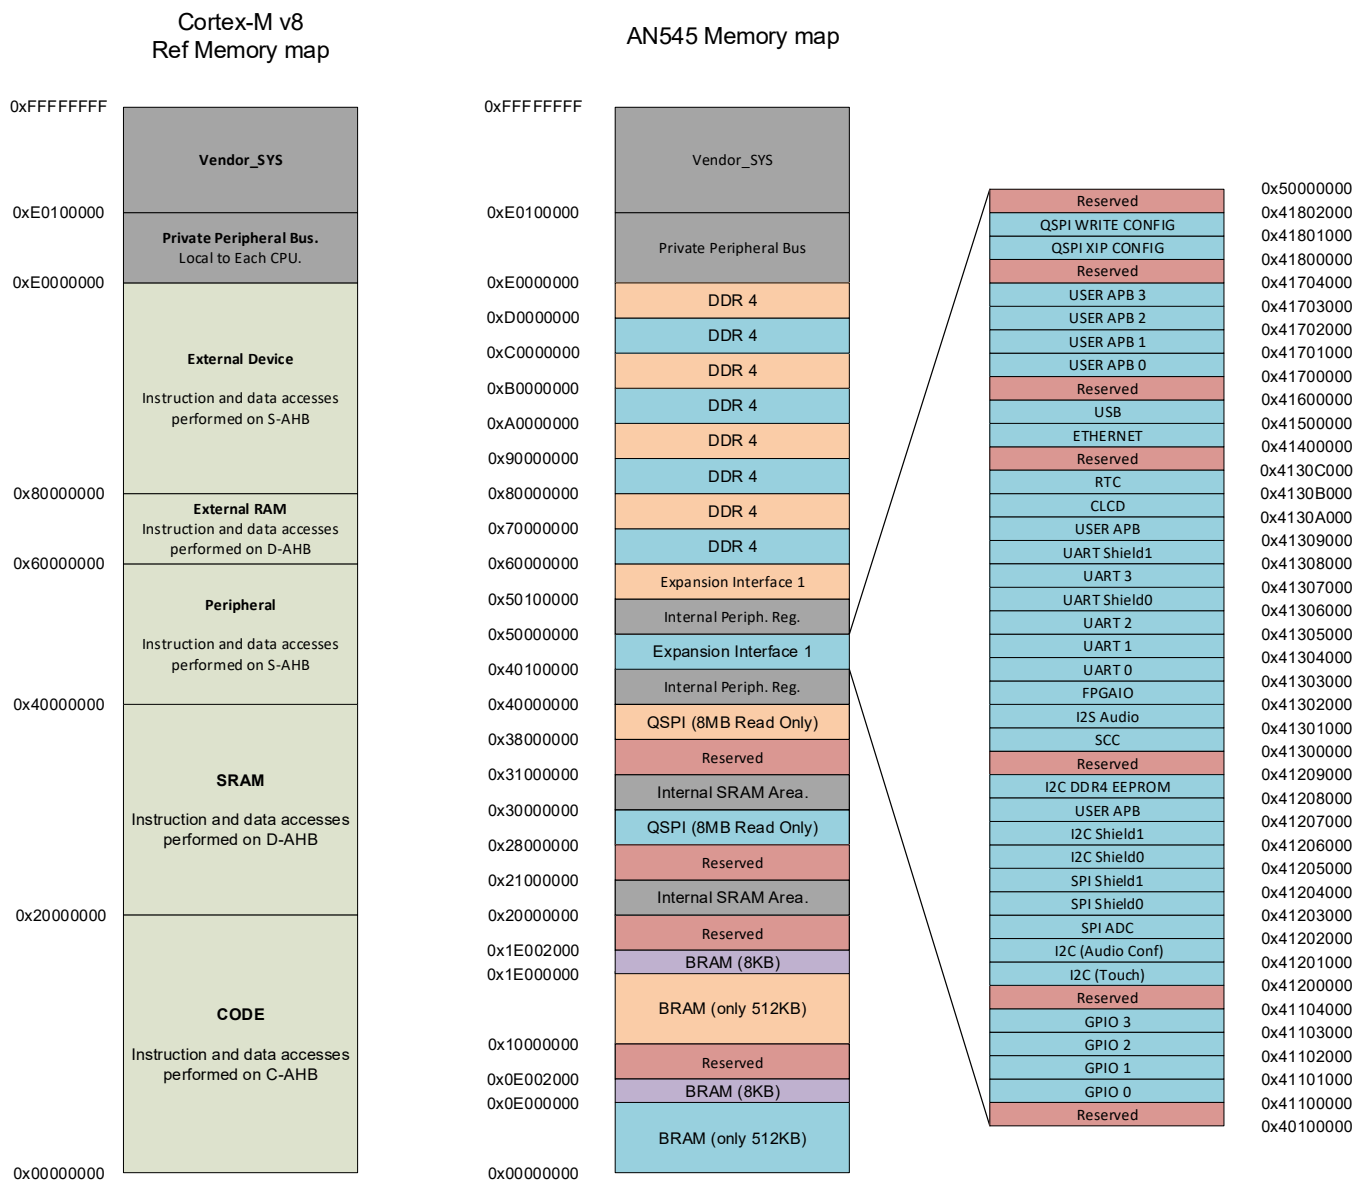 Cortex-M v8
Ref Memory map
0xFFFFFFFF
Vendor_SYS
0xE0100000
Private Peripheral Bus.
Local to Each CPU.
0xE0000000
External Device
Instruction and data accesses
performed on S-AHB
0x80000000
External RAM
Instruction and data accesses
performed on D-AHB
0x60000000
Peripheral
Instruction and data accesses
performed on S-AHB
0x40000000
SRAM
Instruction and data accesses
performed on D-AHB
0x20000000
CODE
Instruction and data accesses
performed on C-AHB
0x00000000
AN545 Memory map
0xFFFFFFFF
Vendor_SYS
0xE0100000
Private Peripheral Bus
0xE0000000
DDR 4
0xD0000000
DDR 4
0xC0000000
DDR 4
0xB0000000
DDR 4
0xA0000000
DDR 4
0x90000000
DDR 4
0x80000000
DDR 4
0x70000000
DDR 4
0x60000000
Expansion Interface 1
0x50100000
Internal Periph. Reg.
0x50000000
Expansion Interface 1
0x40100000
Internal Periph. Reg.
0x40000000
QSPI (8MB Read Only)
0x38000000
Reserved
0x31000000
Internal SRAM Area.
0x30000000
QSPI (8MB Read Only)
0x28000000
Reserved
0x21000000
Internal SRAM Area.
0x20000000
Reserved
0x1E002000
BRAM (8KB)
0x1E000000
BRAM (only 512KB)
0x10000000
Reserved
0x0E002000
BRAM (8KB)
0x0E000000
BRAM (only 512KB)
0x00000000
0x50000000
Reserved
0x41802000
QSPI WRITE CONFIG
0x41801000
QSPI XIP CONFIG
0x41800000
Reserved
0x41704000
USER APB 3
0x41703000
USER APB 2
0x41702000
USER APB 1
0x41701000
USER APB 0
0x41700000
Reserved
0x41600000
USB
0x41500000
ETHERNET
0x41400000
Reserved
0x4130C000
RTC
0x4130B000
CLCD
0x4130A000
USER APB
0x41309000
UART Shield1
0x41308000
UART 3
0x41307000
UART Shield0
0x41306000
UART 2
0x41305000
UART 1
0x41304000
UART 0
0x41303000
FPGAIO
0x41302000
I2S Audio
0x41301000
SCC
0x41300000
Reserved
0x41209000
I2C DDR4 EEPROM
0x41208000
USER APB
0x41207000
I2C Shield1
0x41206000
I2C Shield0
0x41205000
SPI Shield1
0x41204000
SPI Shield0
0x41203000
SPI ADC
0x41202000
I2C (Audio Conf)
0x41201000
I2C (Touch)
0x41200000
Reserved
0x41104000
GPIO 3
0x41103000
GPIO 2
0x41102000
GPIO 1
0x41101000
GPIO 0
0x41100000
Reserved
0x40100000